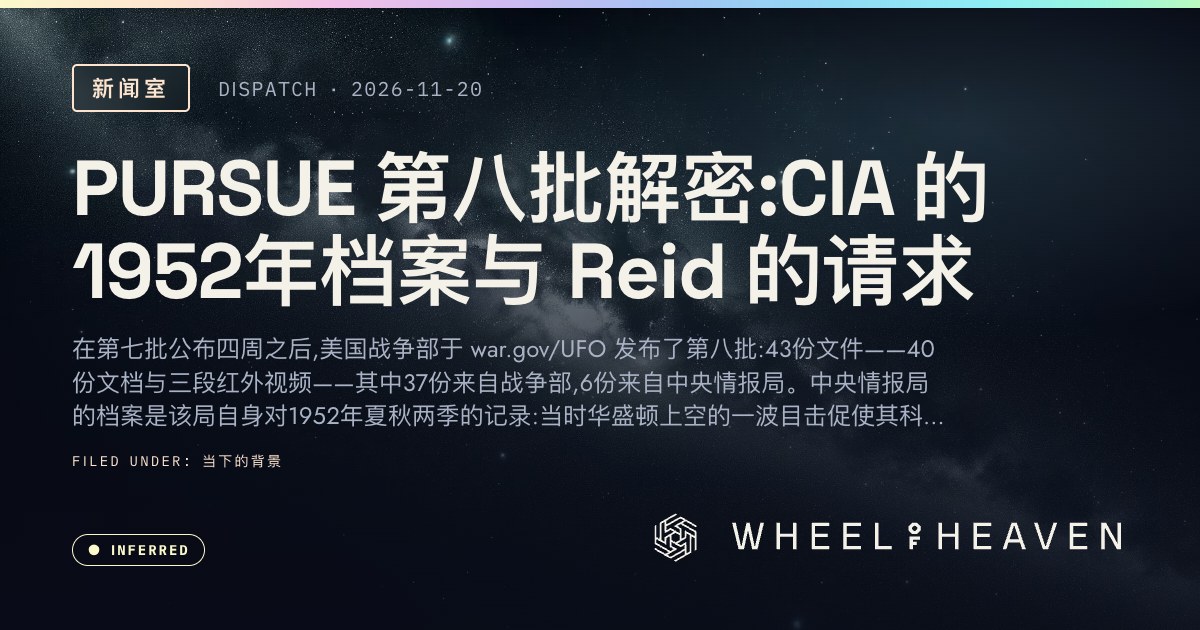 新闻室
DISPATCH · 2026-11-20
PURSUE 第八批解密:CIA 的
1952年档案与 Reid 的请求
在第七批公布四周之后,美国战争部于 war.gov/UFO 发布了第八批:43份文件——40
份文档与三段红外视频——其中37份来自战争部,6份来自中央情报局。中央情报局
的档案是该局自身对1952年夏秋两季的记录:当时华盛顿上空的一波目击促使其科…
FILED UNDER: 当下的背景
INFERRED
WHEEL OF HEAVEN